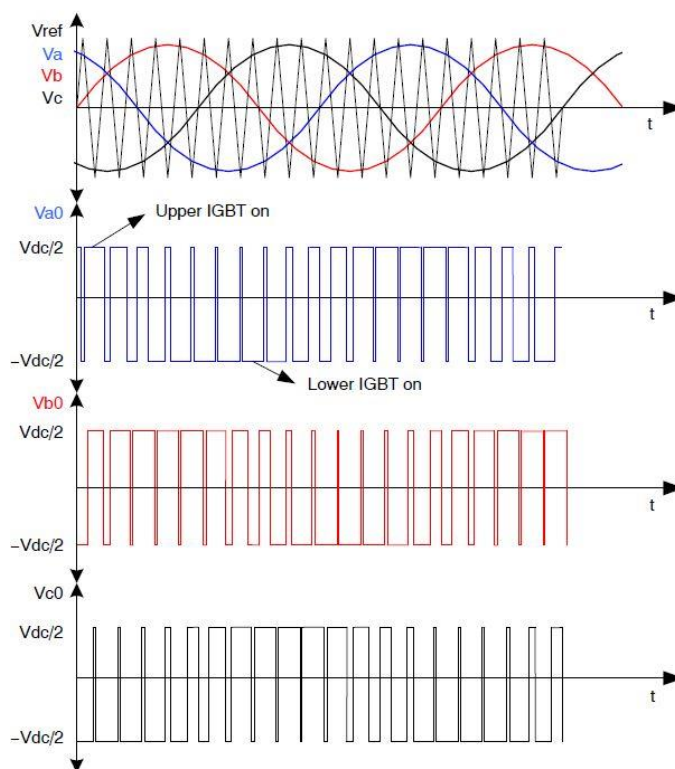 Vref
Va
Vb
Vc
t
Va0
Upper IGBT on
Vdc/2
t
−Vdc/2
Lower IGBT on
Vb0
Vdc/2
t
−Vdc/2
Vc0
Vdc/2
t
−Vdc/2